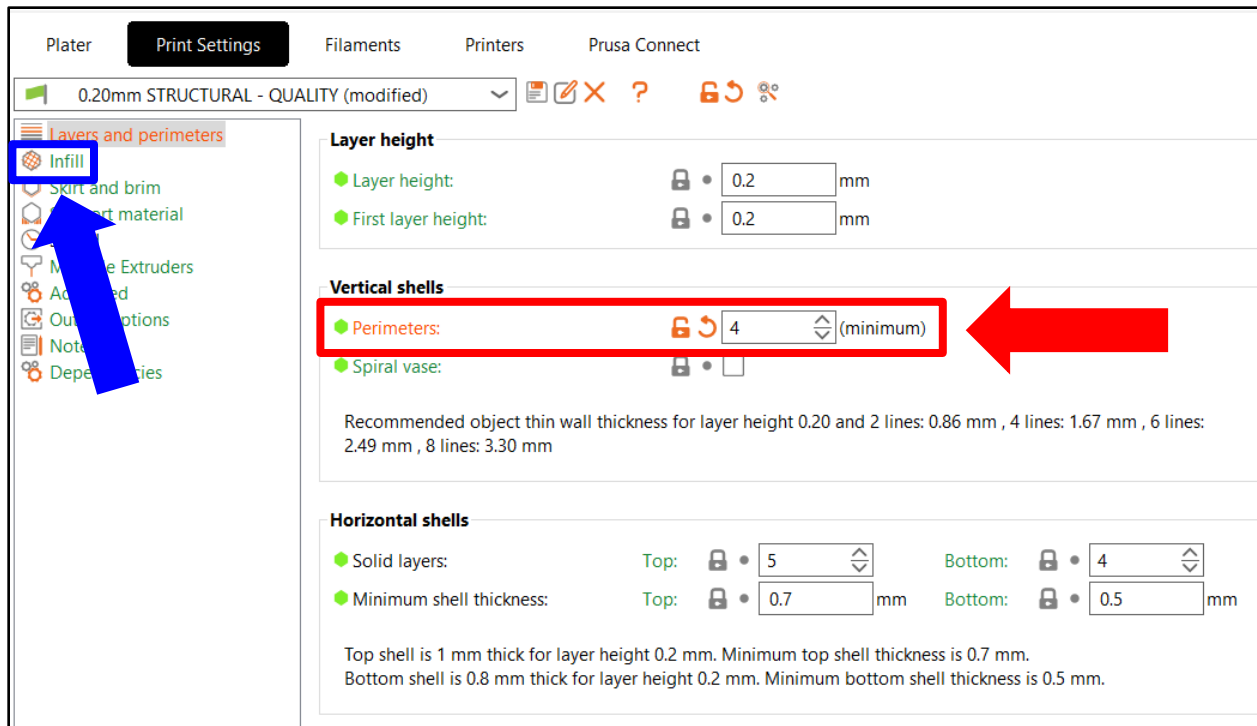 Plater Print Settings Filaments Printers Prusa Connect
0.20mm STRUCTURAL - QUALITY (modified) ?
Layers and perimeters
Infill
Skirt and brim
material
Extruders
Output options
Dependencies
Layer height
Layer height: 0.2 mm
First layer height: 0.2 mm
Vertical shells
Perimeters: 4 (minimum)
Spiral vase:
Recommended object thin wall thickness for layer height 0.20 and 2 lines: 0.86 mm , 4 lines: 1.67 mm , 6 lines:
2.49 mm , 8 lines: 3.30 mm
Horizontal shells
Solid layers: Top: 5 Bottom: 4
Minimum shell thickness: Top: 0.7 mm Bottom: 0.5 mm
Top shell is 1 mm thick for layer height 0.2 mm. Minimum top shell thickness is 0.7 mm.
Bottom shell is 0.8 mm thick for layer height 0.2 mm. Minimum bottom shell thickness is 0.5 mm.